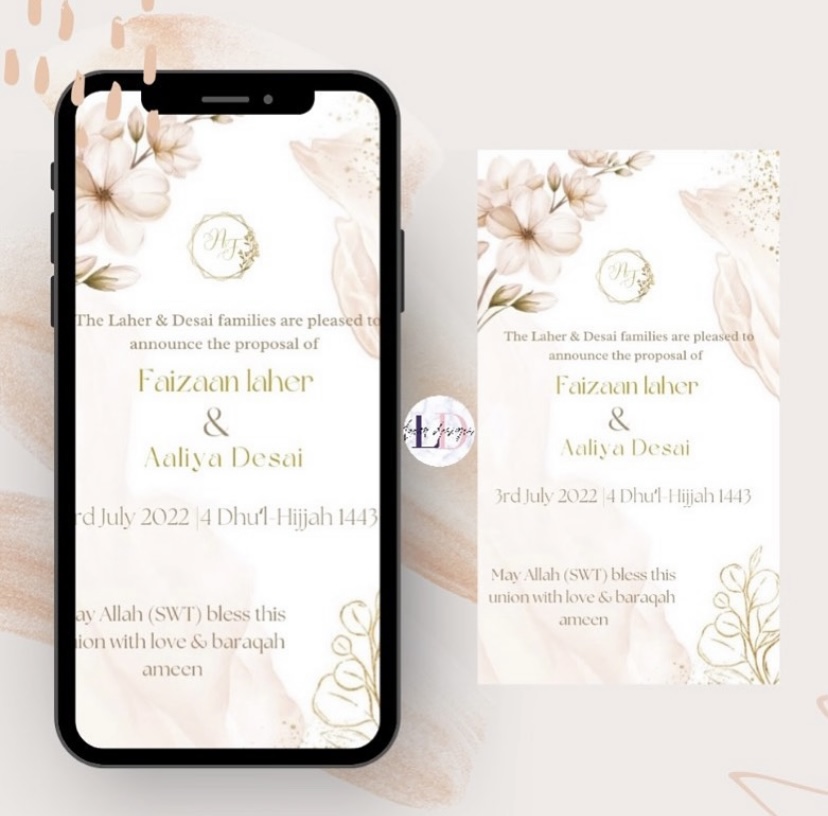 The Laher & Desai families are pleased to
announce the proposal of
Faizaan laher
&
Aaliya Desai
rd July 2022 |4 Dhu'l-Hijjah 1443
ay Allah (SWT) bless this
ion with love & baraqah
ameen
LD
designs
The Laher & Desai families are pleased to
announce the proposal of
Faizaan laher
&
Aaliya Desai
3rd July 2022 |4 Dhu'l-Hijjah 1443
May Allah (SWT) bless this
union with love & baraqah
ameen